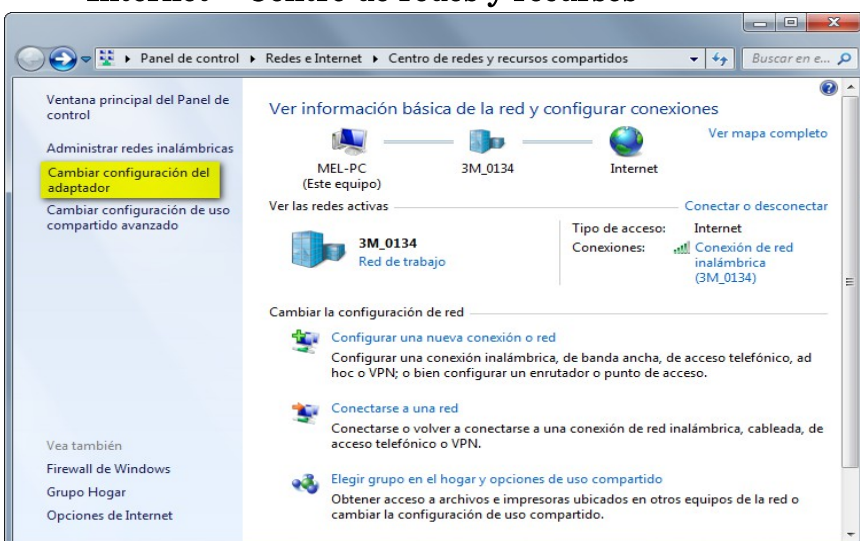 Internet – Centro de redes y recursos
Panel de control ▸ Redes e Internet ▸ Centro de redes y recursos compartidos
Buscar en e...
Ventana principal del Panel de
control
Administrar redes inalámbricas
Cambiar configuración del
adaptador
Cambiar configuración de uso
compartido avanzado
Vea también
Firewall de Windows
Grupo Hogar
Opciones de Internet
Ver información básica de la red y configurar conexiones
Ver mapa completo
MEL-PC
(Este equipo)
3M_0134
Internet
Ver las redes activas
Conectar o desconectar
3M_0134
Red de trabajo
Tipo de acceso: Internet
Conexiones: Conexión de red
inalámbrica
(3M_0134)
Cambiar la configuración de red
Configurar una nueva conexión o red
Configurar una conexión inalámbrica, de banda ancha, de acceso telefónico, ad
hoc o VPN; o bien configurar un enrutador o punto de acceso.
Conectarse a una red
Conectarse o volver a conectarse a una conexión de red inalámbrica, cableada, de
acceso telefónico o VPN.
Elegir grupo en el hogar y opciones de uso compartido
Obtener acceso a archivos e impresoras ubicados en otros equipos de la red o
cambiar la configuración de uso compartido.